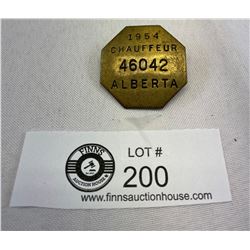 1954
CHAUFFEUR
46042
ALBERTA
FINNS
AUCTION HOUSE
LOT #
200
www.finnsauctionhouse.com